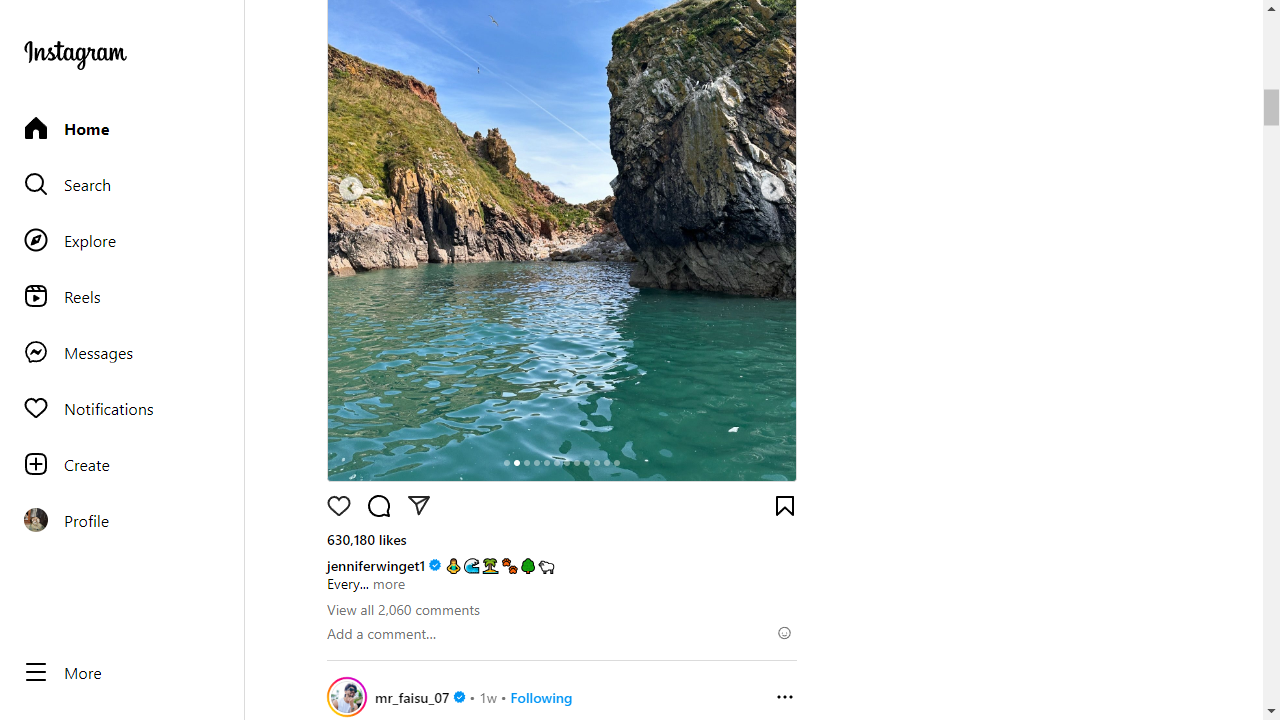 Instagram
Home
Search
Explore
Reels
Messages
Notifications
Create
Profile
More
630,180 likes
jenniferwinget1 🧜‍♂️🌊🏝️🐾🌳🐑
Every... more
View all 2,060 comments
Add a comment…
mr_faisu_07 • 1w • Following